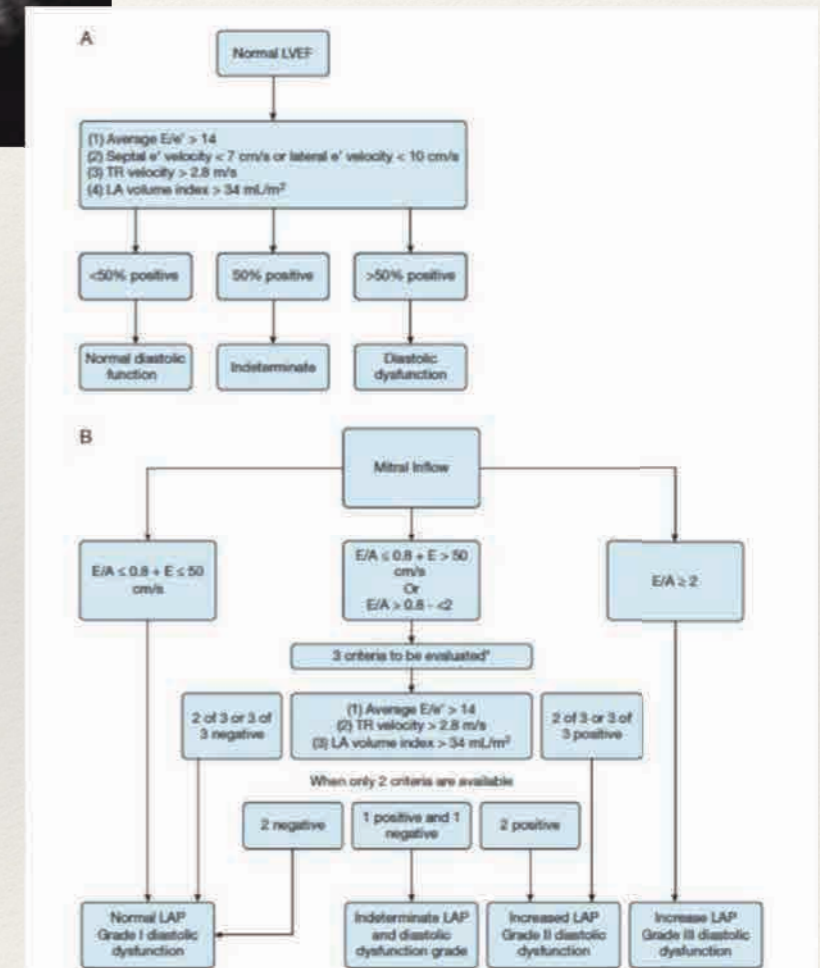 A
Normal LVEF
(1) Average E/e' > 14
(2) Septal e' velocity < 7 cm/s or lateral e' velocity < 10 cm/s
(3) TR velocity > 2.8 m/s
(4) LA volume index > 34 mL/m²
<50% positive
50% positive
>50% positive
Normal diastolic
function
Indeterminate
Diastolic
dysfunction
B
Mitral Inflow
E/A ≤ 0.8 + E ≤ 50
cm/s
E/A ≤ 0.8 + E > 50
cm/s
Or
E/A > 0.8 - <2
E/A ≥ 2
3 criteria to be evaluated*
2 of 3 or 3 of
3 negative
(1) Average E/e' > 14
(2) TR velocity > 2.8 m/s
(3) LA volume index > 34 mL/m²
2 of 3 or 3 of
3 positive
When only 2 criteria are available
2 negative
1 positive and 1
negative
2 positive
Normal LAP
Grade I diastolic
dysfunction
Indeterminate LAP
and diastolic
dysfunction grade
Increased LAP
Grade II diastolic
dysfunction
Increase LAP
Grade III diastolic
dysfunction